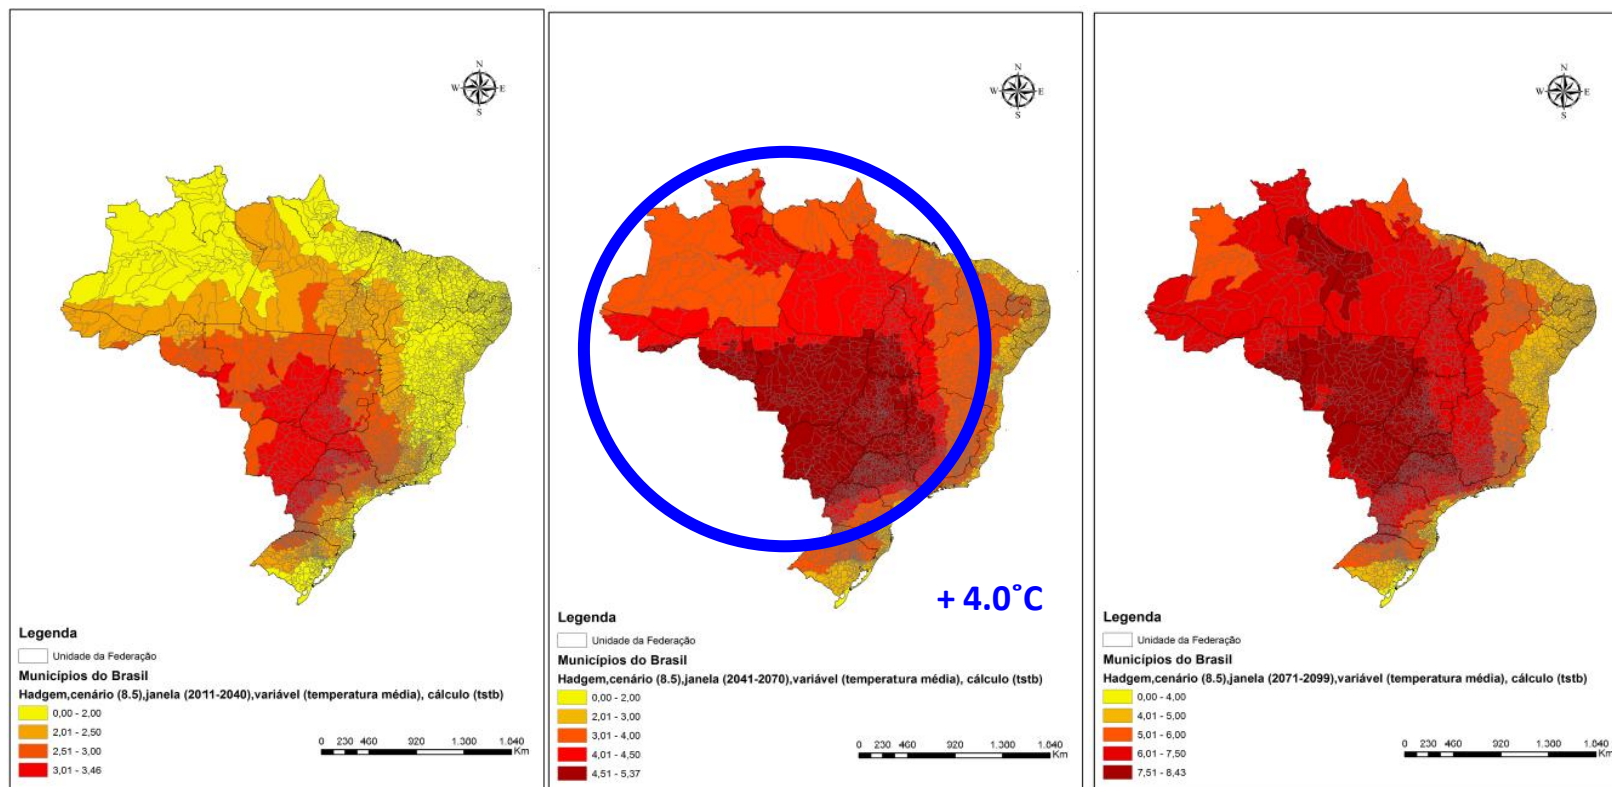 N
W E
S
Legenda
Unidade da Federação
Municípios do Brasil
Hadgem,cenário (8.5),janela (2011-2040),variável (temperatura média), cálculo (tstb)
0,00 - 2,00
2,01 - 2,50
2,51 - 3,00
3,01 - 3,46
0 230 460 920 1.300 1.040
Km
N
W E
S
+ 4.0°C
Legenda
Unidade da Federação
Municípios do Brasil
Hadgem,cenário (8.5),janela (2041-2070),variável (temperatura média), cálculo (tstb)
0,00 - 2,00
2,01 - 3,00
3,01 - 4,00
4,01 - 4,50
4,51 - 5,37
0 230 460 920 1.300 1.040
Km
N
W E
S
Legenda
Unidade da Federação
Municípios do Brasil
Hadgem,cenário (8.5),janela (2071-2099),variável (temperatura média), cálculo (tstb)
0,00 - 4,00
4,01 - 5,00
5,01 - 6,00
6,01 - 7,50
7,51 - 8,43
0 230 460 920 1.300 1.040
Km